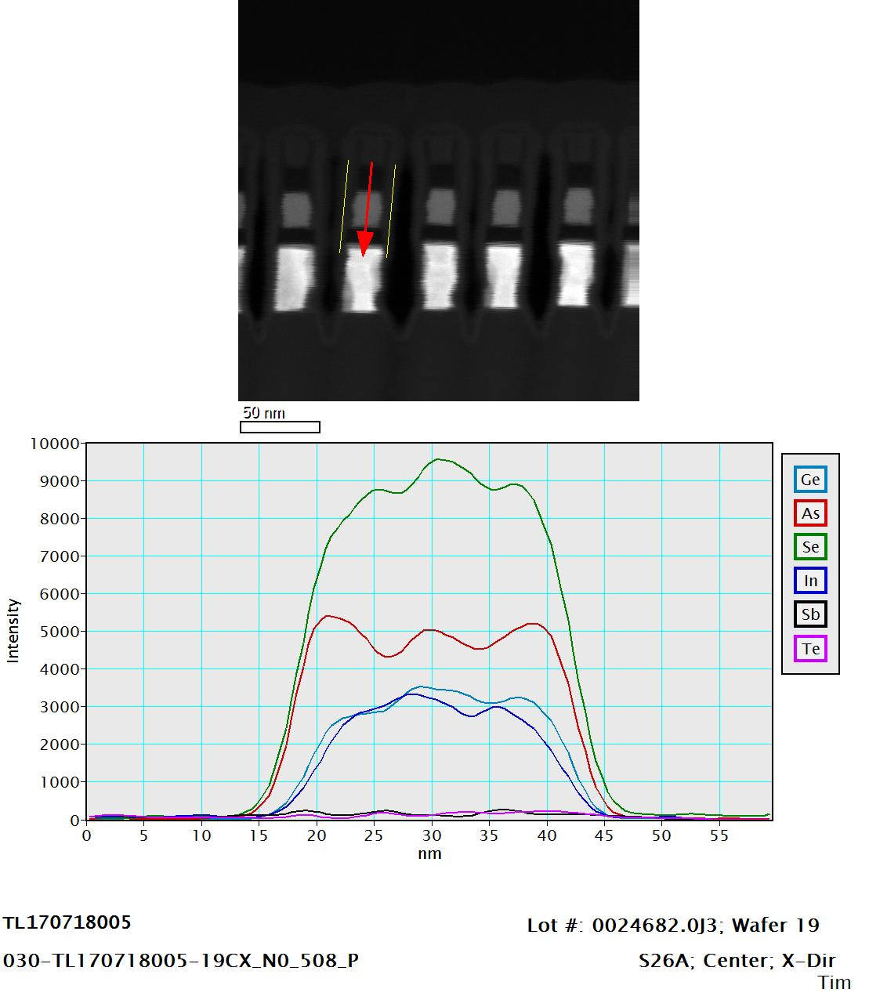 50 nm
10000
9000
8000
7000
6000
5000
4000
3000
2000
1000
0
Intensity
0 5 10 15 20 25 30 35 40 45 50 55
nm
Ge
As
Se
In
Sb
Te
TL170718005
Lot #: 0024682.0J3; Wafer 19
030-TL170718005-19CX_N0_508_P
S26A; Center; X-Dir
Tim